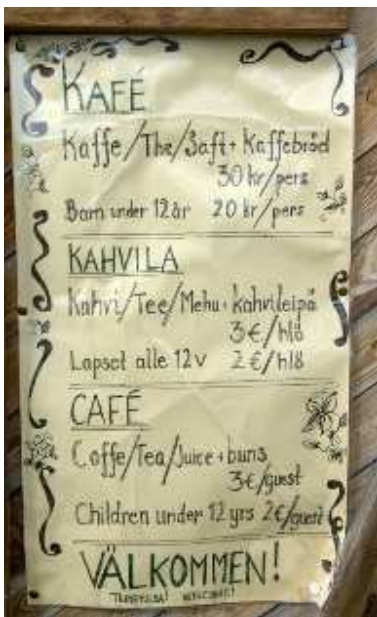 KAFÉ
Kaffe/The/Saft+Kaffebröd
30 kr/pers
Barn under 12 år 20 kr/pers
KAHVILA
Kahvi/Tee/Mehu+kahvileipä
3€/hlö
Lapset alle 12 v 2€/hlö
CAFÉ
Coffe/Tea/Juice+buns
3€/guest
Children under 12 yrs 2€/guest
VÄLKOMMEN!
TERVETULOA! WELCOME!